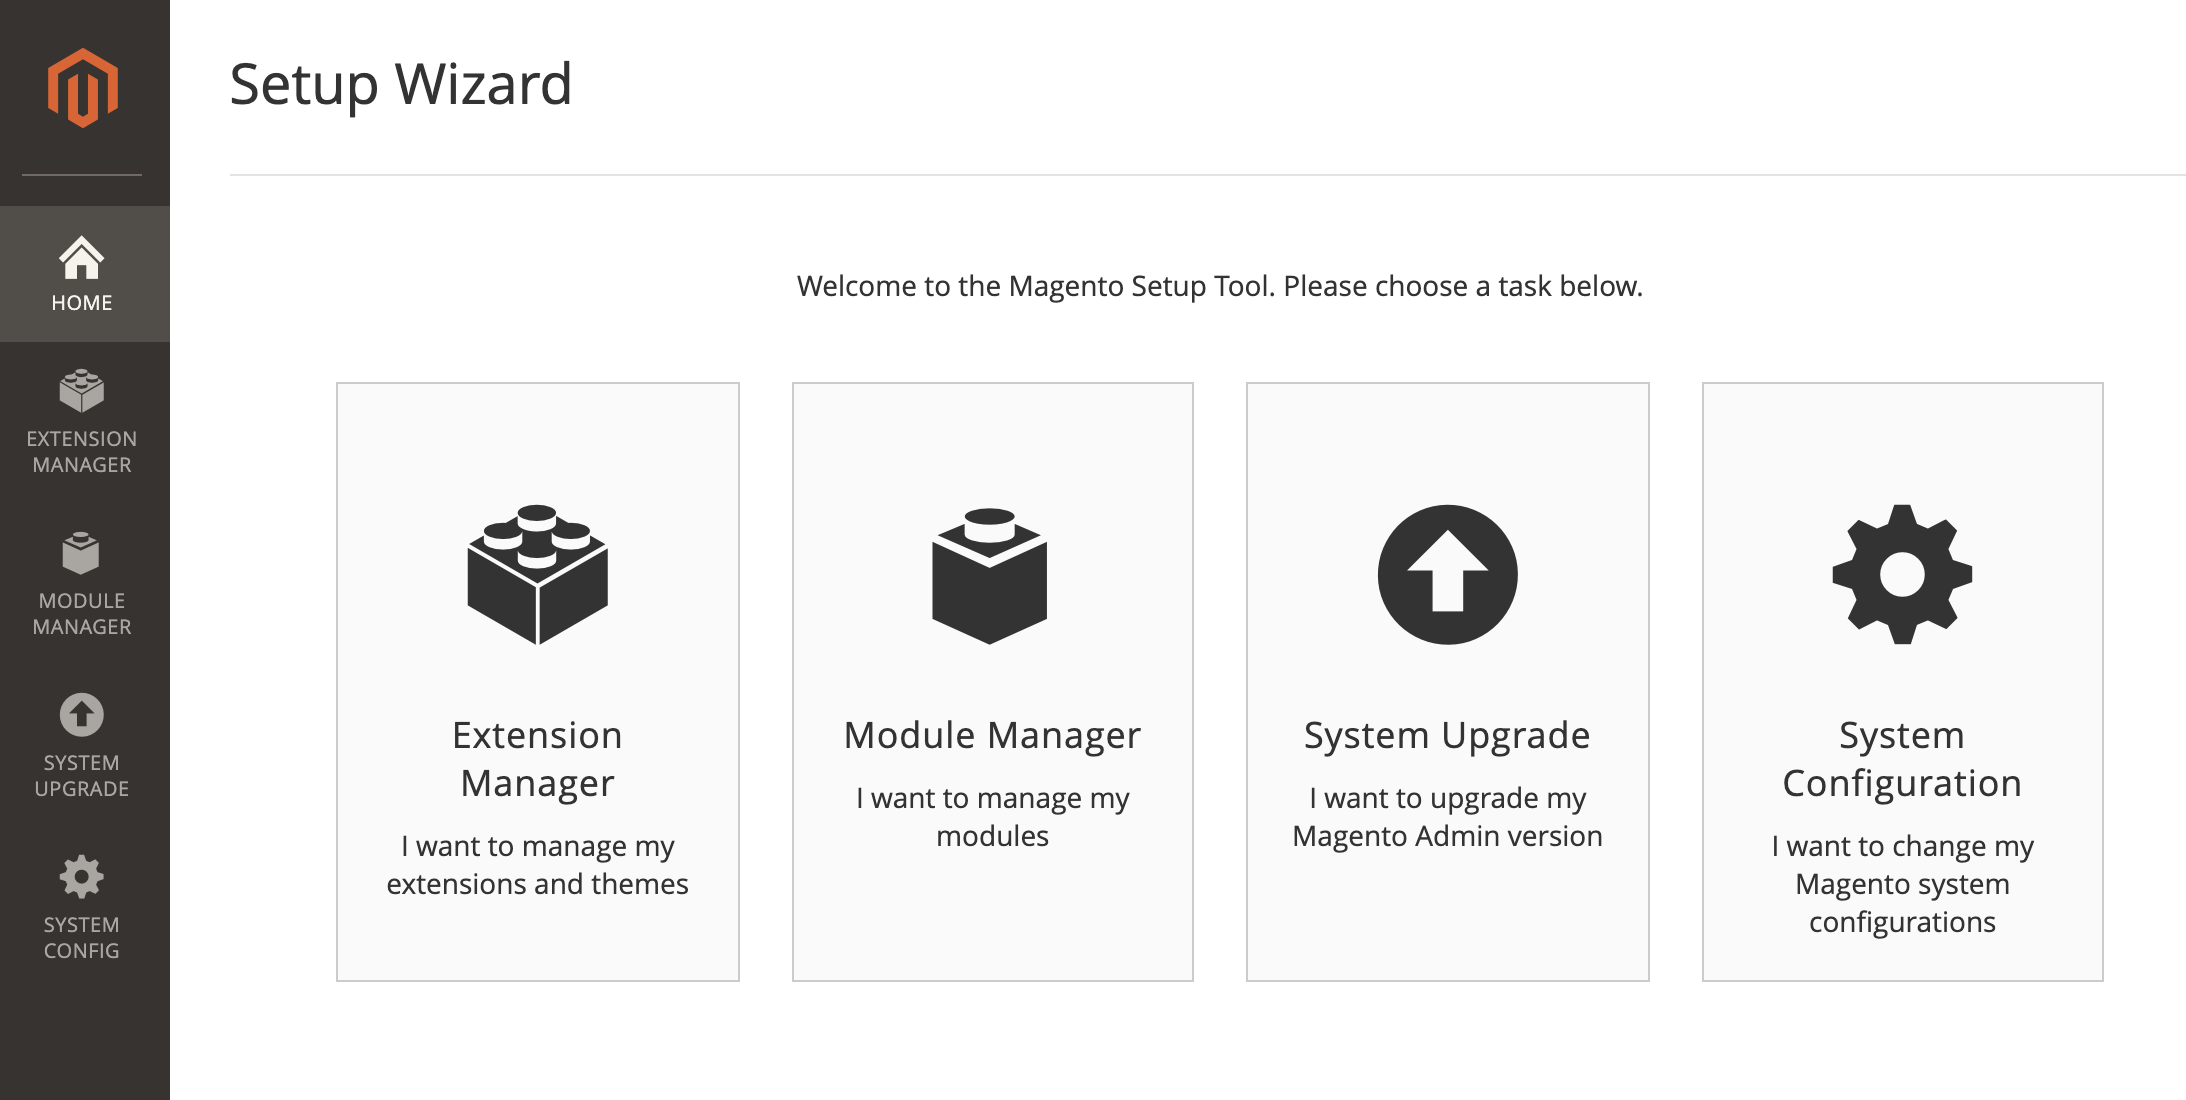 Setup Wizard
HOME
EXTENSION
MANAGER
MODULE
MANAGER
SYSTEM
UPGRADE
SYSTEM
CONFIG
Welcome to the Magento Setup Tool. Please choose a task below.
Extension
Manager
I want to manage my
extensions and themes
Module Manager
I want to manage my
modules
System Upgrade
I want to upgrade my
Magento Admin version
System
Configuration
I want to change my
Magento system
configurations